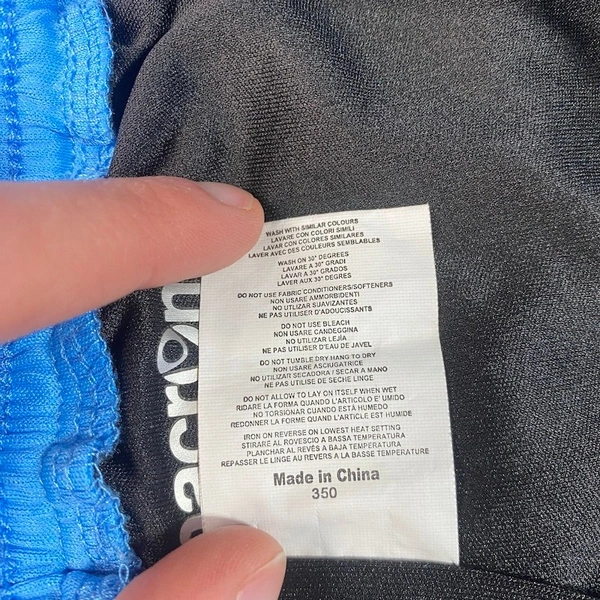 WASH WITH SIMILAR COLOURS
LAVARE CON COLORI SIMILI
LAVAR CON COLORES SIMILARES
LAVER AVEC DES COULEURS SEMBLABLES
WASH ON 30° DEGREES
LAVARE A 30° GRADI
LAVAR A 30° GRADOS
LAVER AUX 30° DEGRES
DO NOT USE FABRIC CONDITIONERS/SOFTENERS
NON USARE AMMORBIDENTI
NO UTILIZAR SUAVIZANTES
NE PAS UTILISER D'ADOUCISSANTS
DO NOT USE BLEACH
NON USARE CANDEGGINA
NO UTILIZAR LEJÍA
NE PAS UTILISER D'EAU DE JAVEL
DO NOT TUMBLE DRY HANG TO DRY
NON USARE ASCIUGATRICE
NO UTILIZAR SECADORA / SECAR A MANO
NE PAS UTILISE DE SECHE LINGE
DO NOT ALLOW TO LAY ON ITSELF WHEN WET
RIDARE LA FORMA QUANDO L'ARTICOLO E' UMIDO
NO TORSIONAR CUANDO ESTÁ HUMEDO
REDONNER LA FORME QUAND L'ARTICLE EST HUMIDE
IRON ON REVERSE ON LOWEST HEAT SETTING
STIRARE AL ROVESCIO A BASSA TEMPERATURA
PLANCHAR AL REVÉS A BAJA TEMPERATURA
REPASSER LE LINGE AU REVERS A LA BASSE TEMPERATURE
Made in China
350